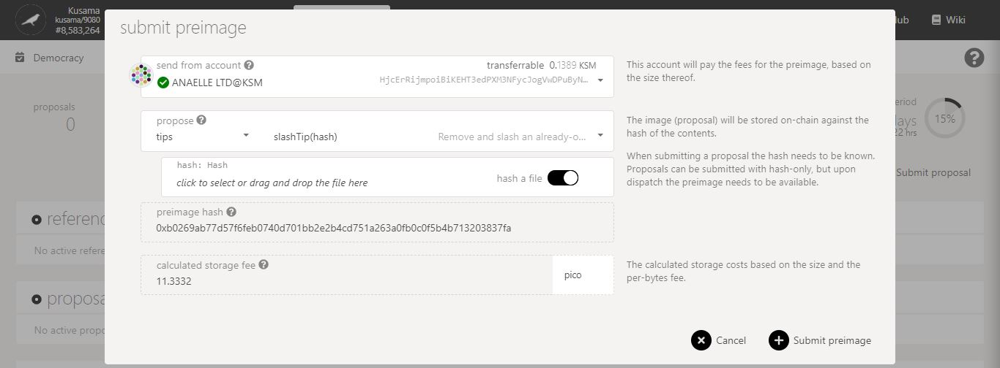 Kusama
kusama/9080
#8,583,264
Wiki
Democracy
submit preimage
send from account
transferrable 0.1389 KSM
ANAELLE LTD@KSM
HjcErRijmpoiBiKEHT3edPXM3NFycJogVwDPuByN…
This account will pay the fees for the preimage, based on
the size thereof.
proposals
0
15%
22 hrs
propose
tips
slashTip(hash)
Remove and slash an already-o…
The image (proposal) will be stored on-chain against the
hash of the contents.
When submitting a proposal the hash needs to be known.
Proposals can be submitted with hash-only, but upon
dispatch the preimage needs to be available.
hash: Hash
click to select or drag and drop the file here
hash a file
Submit proposal
preimage hash
0xb0269ab77d57f6feb0740d701bb2e2b4cd751a263a0fb0c0f5b4b713203837fa
referenc
No active refere
calculated storage fee
11.3332
pico
The calculated storage costs based on the size and the
per-bytes fee.
proposa
No active propo
Cancel
Submit preimage